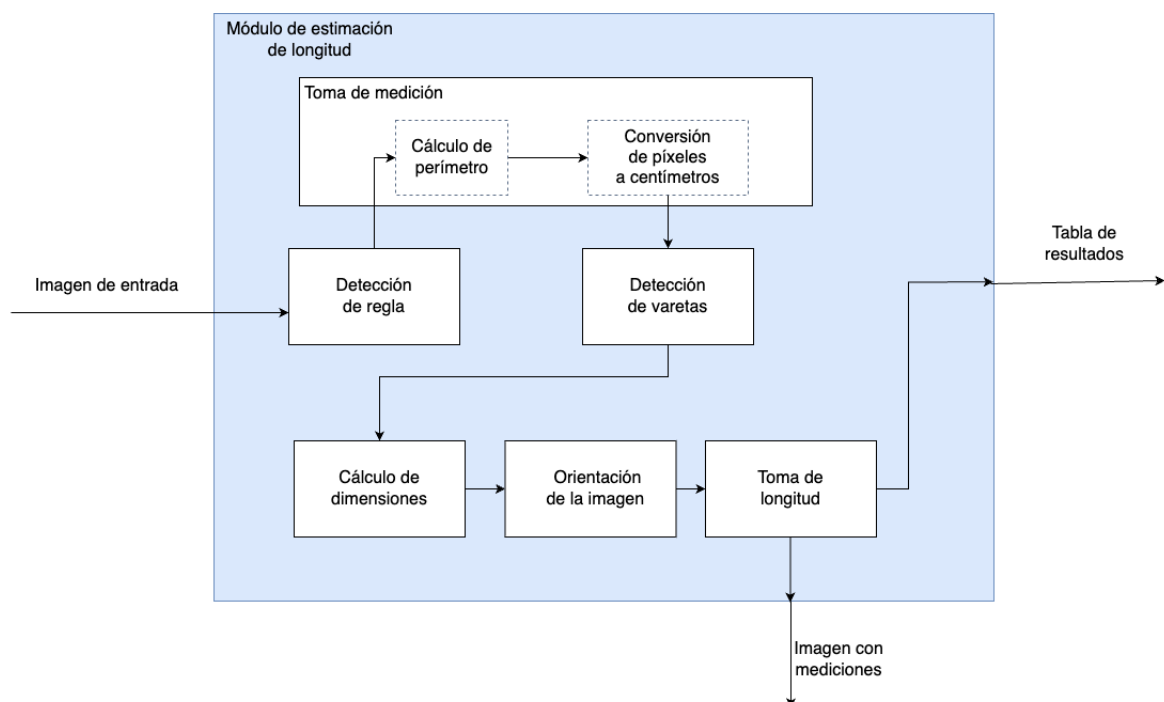 Módulo de estimación
de longitud
Toma de medición
Cálculo de
perímetro
Conversión
de píxeles
a centímetros
Imagen de entrada
Detección
de regla
Detección
de varetas
Tabla de
resultados
Cálculo de
dimensiones
Orientación
de la imagen
Toma de
longitud
Imagen con
mediciones